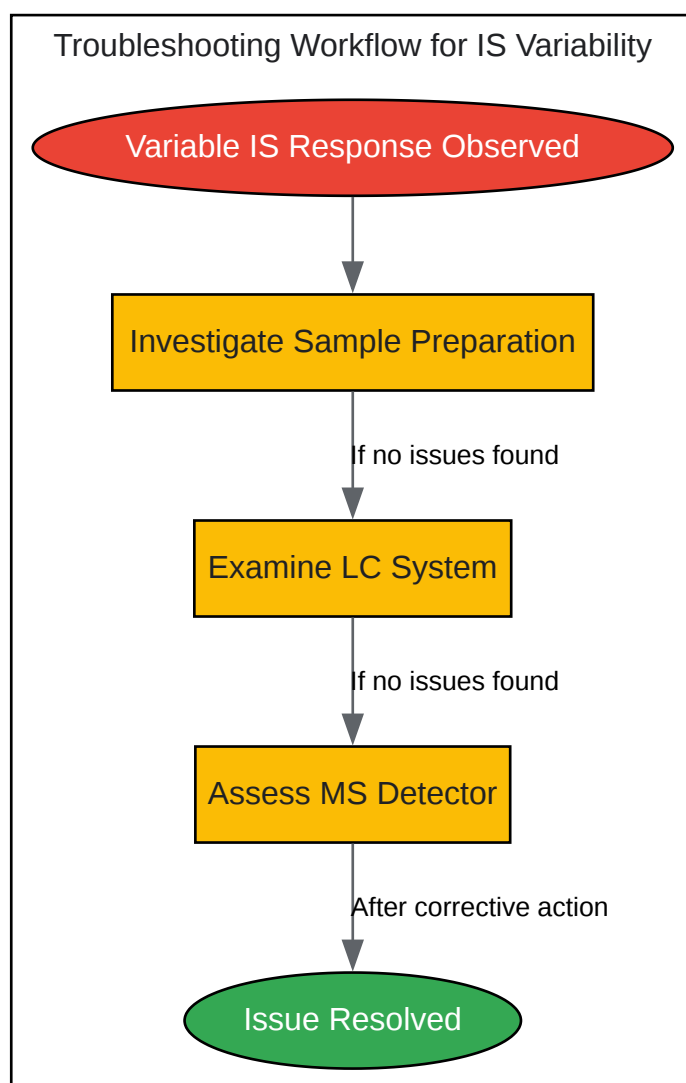 Troubleshooting Workflow for IS Variability
Variable IS Response Observed
Investigate Sample Preparation
If no issues found
Examine LC System
If no issues found
Assess MS Detector
After corrective action
Issue Resolved